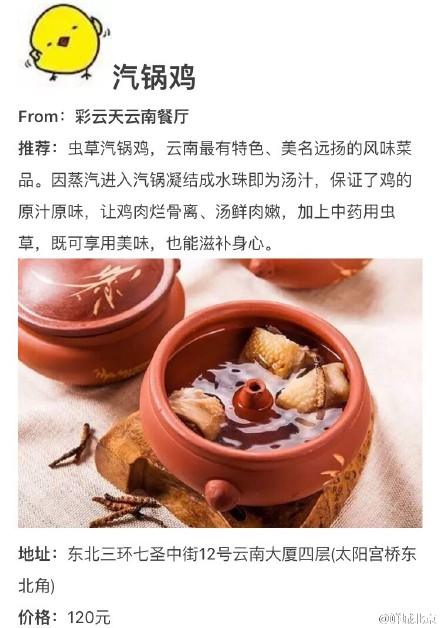 汽锅鸡
From：彩云天云南餐厅
推荐：虫草汽锅鸡，云南最有特色、美名远扬的风味菜
品。因蒸汽进入汽锅凝结成水珠即为汤汁，保证了鸡的
原汁原味，让鸡肉烂骨离、汤鲜肉嫩，加上中药用虫
草，既可享用美味，也能滋补身心。
地址：东北三环七圣中街12号云南大厦四层(太阳宫桥东
北角)
价格：120元